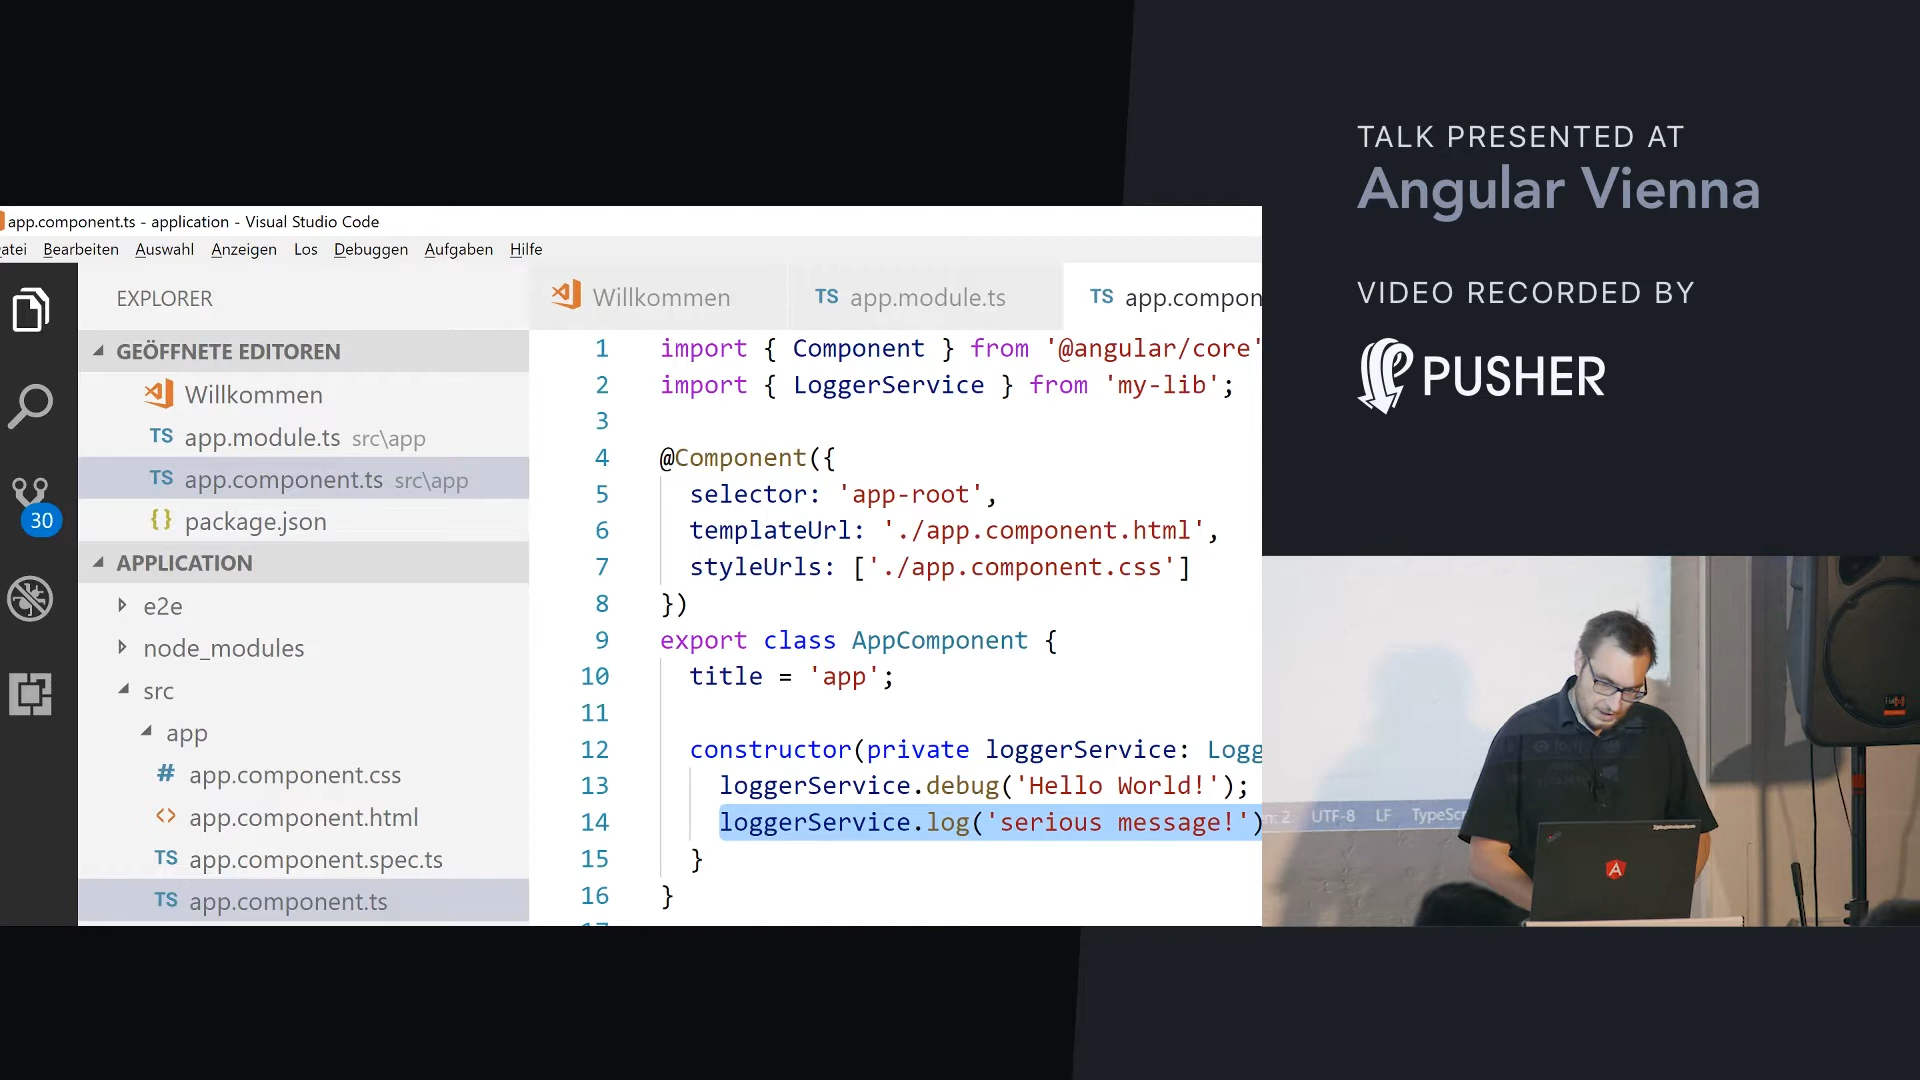 TALK PRESENTED AT
Angular Vienna
VIDEO RECORDED BY
PUSHER
app.component.ts - application - Visual Studio Code
atei Bearbeiten Auswahl Anzeigen Los Debuggen Aufgaben Hilfe
EXPLORER
GEÖFFNETE EDITOREN
Willkommen
TS app.module.ts src\app
TS app.component.ts src\app
{} package.json
APPLICATION
e2e
node_modules
src
app
# app.component.css
<> app.component.html
TS app.component.spec.ts
TS app.component.ts
30
Willkommen TS app.module.ts TS app.compon
1 import { Component } from '@angular/core'
2 import { LoggerService } from 'my-lib';
3
4 @Component({
5 selector: 'app-root',
6 templateUrl: './app.component.html',
7 styleUrls: ['./app.component.css']
8 })
9 export class AppComponent {
10 title = 'app';
11
12 constructor(private loggerService: Logg
13 loggerService.debug('Hello World!');
14 loggerService.log('serious message!')
15 }
16 }
17
UTF-8 LF TypeScr